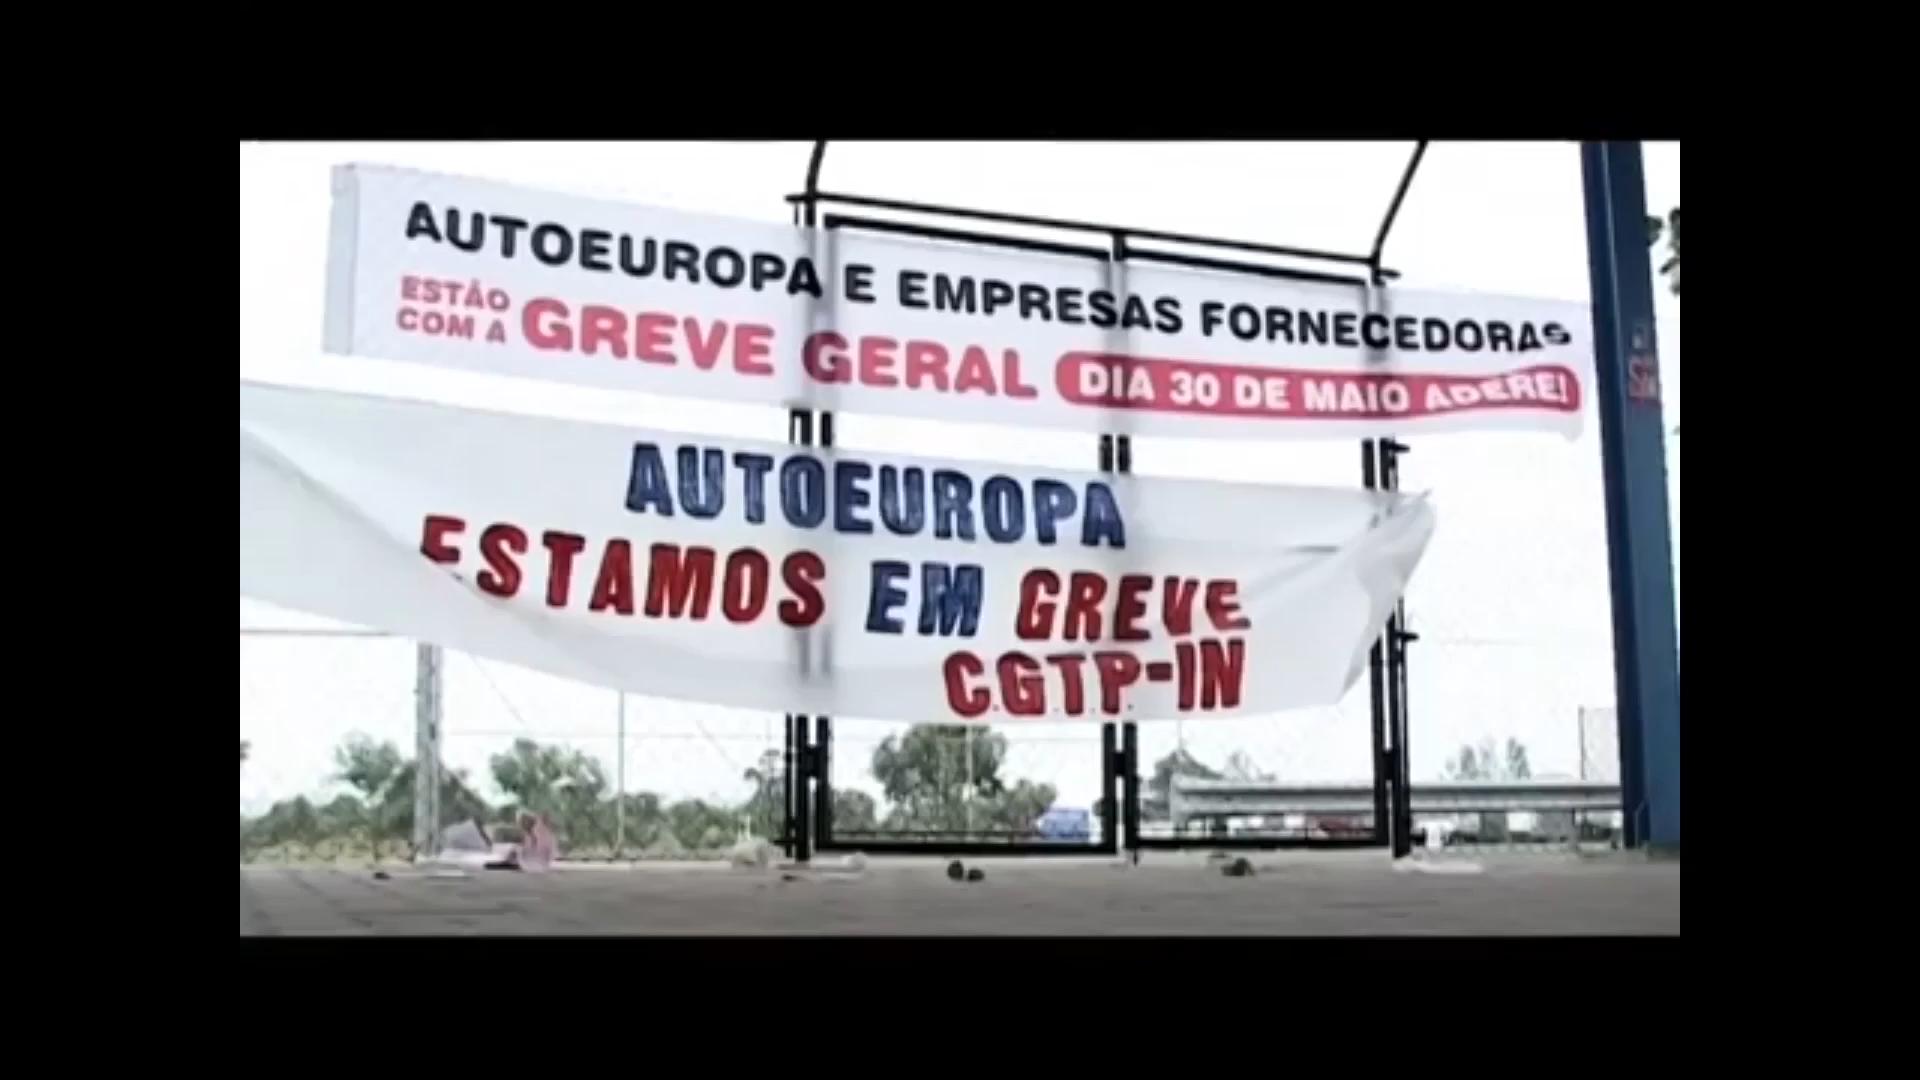 AUTOEUROPA E EMPRESAS FORNECEDORAS
ESTÃO
COM A
GREVE GERAL DIA 30 DE MAIO ADERE!
AUTOEUROPA
ESTAMOS EM GREVE
C.G.T.P.-IN